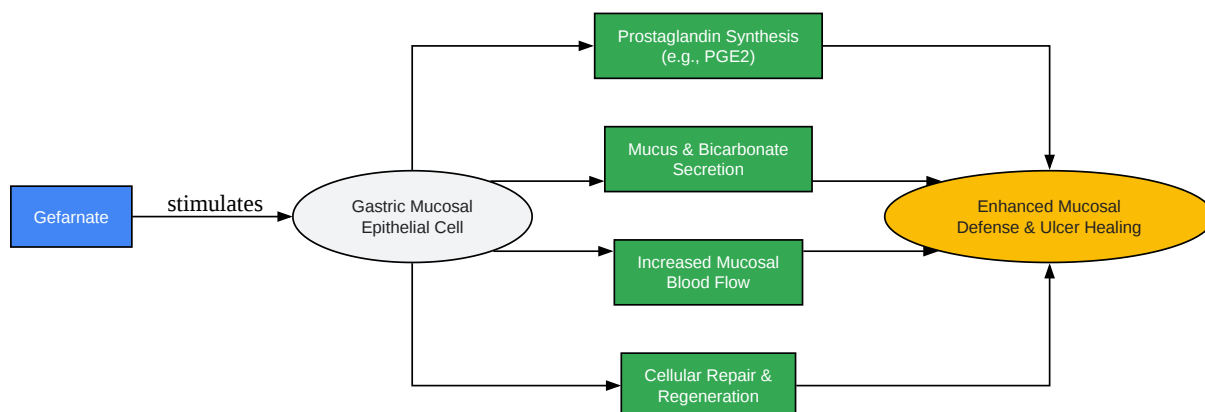 Gefarnate
stimulates
Gastric Mucosal
Epithelial Cell
Prostaglandin Synthesis
(e.g., PGE2)
Mucus & Bicarbonate
Secretion
Increased Mucosal
Blood Flow
Cellular Repair &
Regeneration
Enhanced Mucosal
Defense & Ulcer Healing